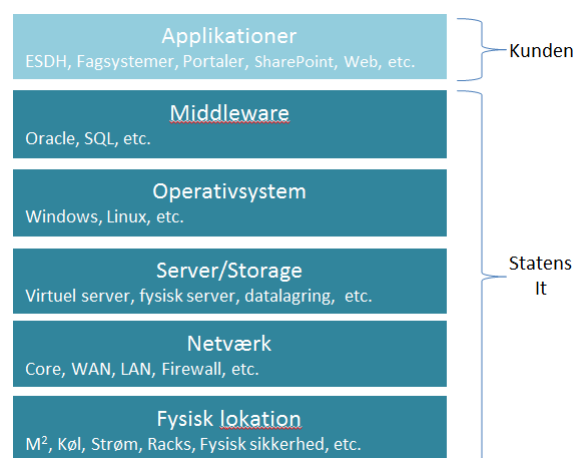 Applikationer
ESDH, Fagsystemer, Portaler, SharePoint, Web, etc.
Kunden
Middleware
Oracle, SQL, etc.
Operativsystem
Windows, Linux, etc.
Server/Storage
Virtuel server, fysisk server, datalagring, etc.
Statens
It
Netværk
Core, WAN, LAN, Firewall, etc.
Fysisk lokation
M², Køl, Strøm, Racks, Fysisk sikkerhed, etc.